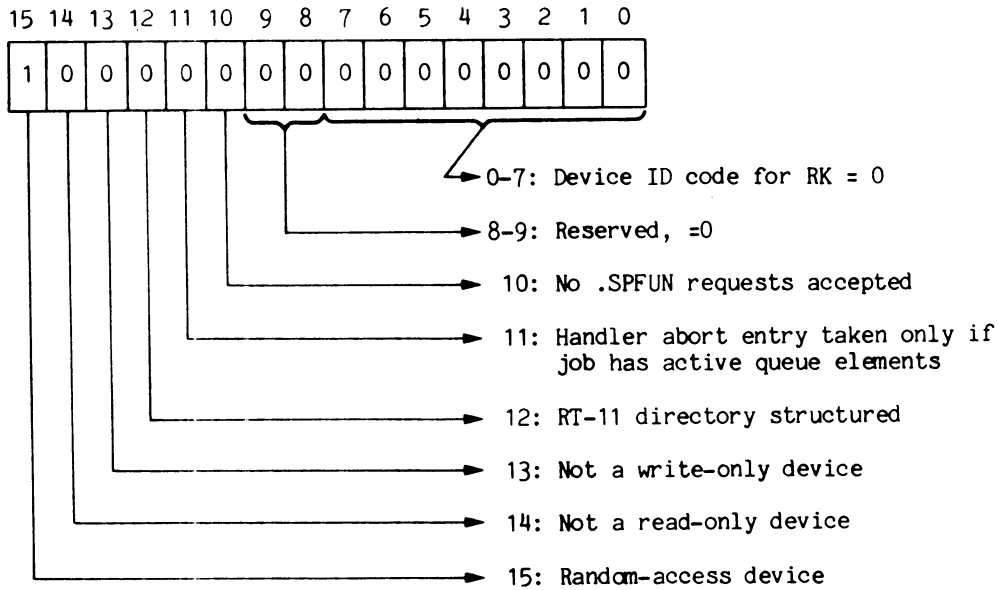 15 14 13 12 11 10 9 8 7 6 5 4 3 2 1 0
1 0 0 0 0 0 0 0 0 0 0 0 0 0 0 0
0-7: Device ID code for RK = 0
8-9: Reserved, =0
10: No .SPFUN requests accepted
11: Handler abort entry taken only if
job has active queue elements
12: RT-11 directory structured
13: Not a write-only device
14: Not a read-only device
15: Random-access device